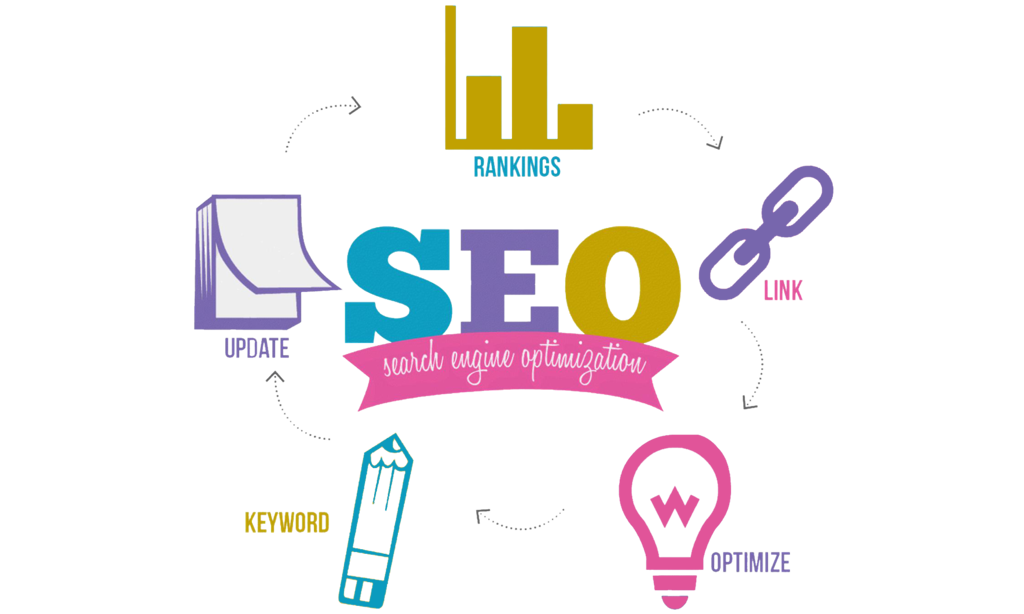 RANKINGS
SEO
search engine optimization
LINK
UPDATE
KEYWORD
OPTIMIZE